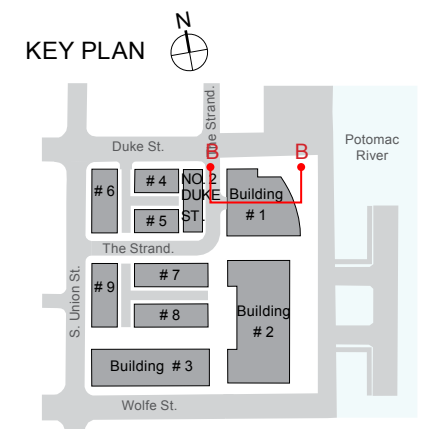 N
KEY PLAN
The Strand.
Duke St.
B
B
Potomac
River
# 6
# 4
NO. 2
DUKE
ST.
# 5
Building
# 1
The Strand.
S. Union St.
# 9
# 7
# 8
Building
# 2
Building # 3
Wolfe St.